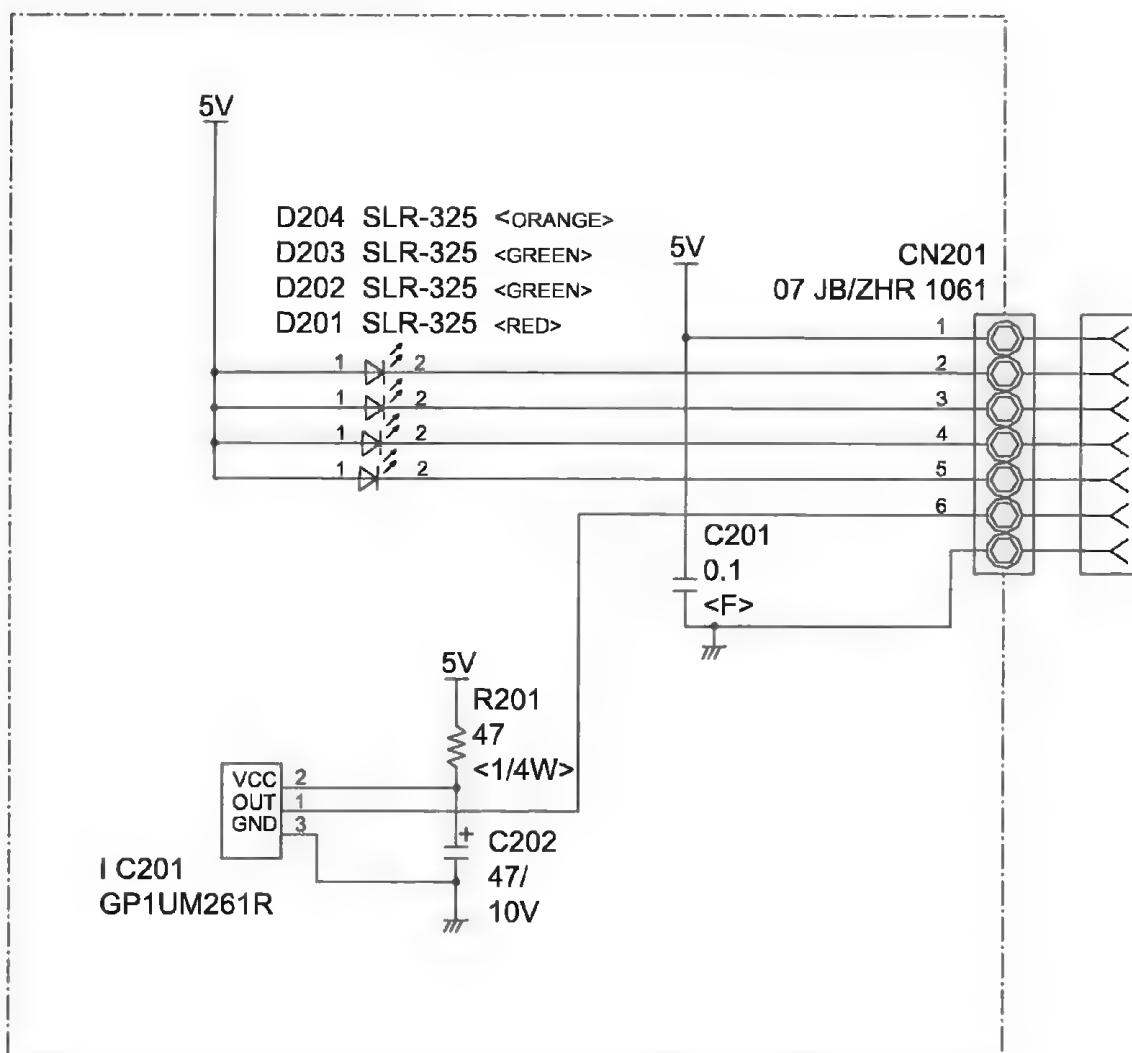 5V
D204 SLR-325 <ORANGE>
D203 SLR-325 <GREEN>
D202 SLR-325 <GREEN>
D201 SLR-325 <RED>
5V
CN201
07 JB/ZHR 1061
1
1 2 2
1 2 3
1 2 4
1 2 5
6
C201
0.1
<F>
5V
R201
47
<1/4W>
VCC 2
OUT 1
GND 3
+
C202
47/
10V
I C201
GP1UM261R